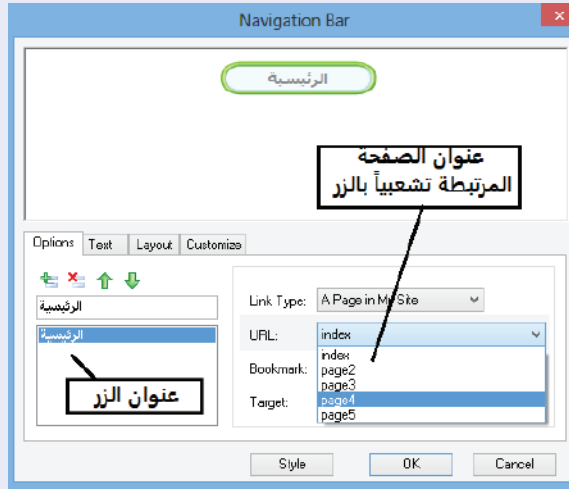 Navigation Bar
الرئيسية
عنوان الصفحة
المرتبطة تشعبياً بالزر
Options Text Layout Customize
الرئيسية
Link Type: A Page in My Site
الرئيسية
URL: index
index
Bookmark: page2
page3
عنوان الزر
Target: page4
page5
Style OK Cancel